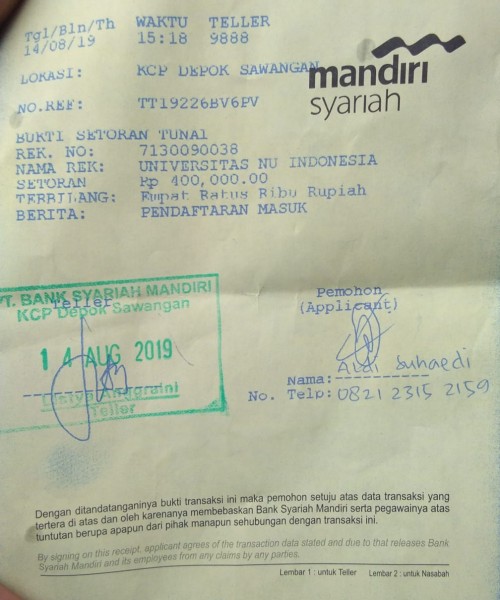 Tgl/Bln/Th WAKTU TELLER
14/08/19 15:18 9888
mandiri
syariah
LOKASI: KCP DEPOK SAWANGAN
NO.REF: TT19226BV6PV
BUKTI SETORAN TUNAI
REK. NO: 7130090038
NAMA REK: UNIVERSITAS NU INDONESIA
SETORAN Rp 400,000.00
TERBILANG: Empat Ratus Ribu Rupiah
BERITA: PENDAFTARAN MASUK
PT. BANK SYARIAH MANDIRI
Teller
KCP Depok Sawangan
14 AUG 2019
Anggraini
Teller
Pemohon
(Applicant)
Suhaedi
Nama:
No. Telp: 0821 2315 2159
Dengan ditandatanganinya bukti transaksi ini maka pemohon setuju atas data transaksi yang
tertera di atas dan oleh karenanya membebaskan Bank Syariah Mandiri serta pegawainya atas
tuntutan berupa apapun dari pihak manapun sehubungan dengan transaksi ini.
By signing on this receipt, applicant agrees of the transaction data stated and due to that releases Bank
Syariah Mandiri and its employees from any claims by any parties.
Lembar 1 : untuk Teller Lembar 2 : untuk Nasabah